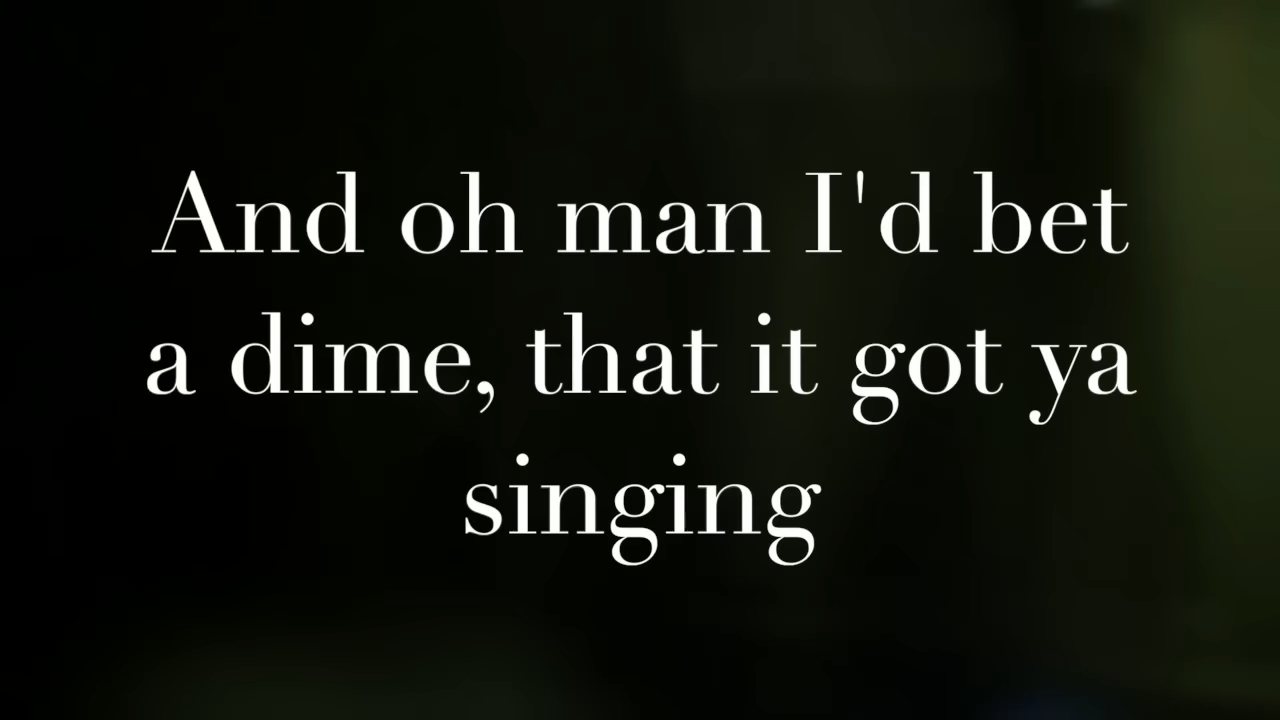 And oh man I'd bet
a dime, that it got ya
singing